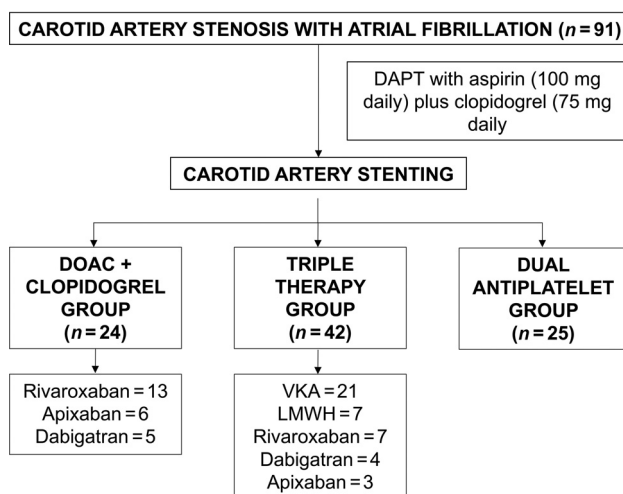 CAROTID ARTERY STENOSIS WITH ATRIAL FIBRILLATION (n = 91)
DAPT with aspirin (100 mg
daily) plus clopidogrel (75 mg
daily
CAROTID ARTERY STENTING
DOAC +
CLOPIDOGREL
GROUP
(n = 24)
TRIPLE
THERAPY
GROUP
(n = 42)
DUAL
ANTIPLATELET
GROUP
(n = 25)
Rivaroxaban = 13
Apixaban = 6
Dabigatran = 5
VKA = 21
LMWH = 7
Rivaroxaban = 7
Dabigatran = 4
Apixaban = 3